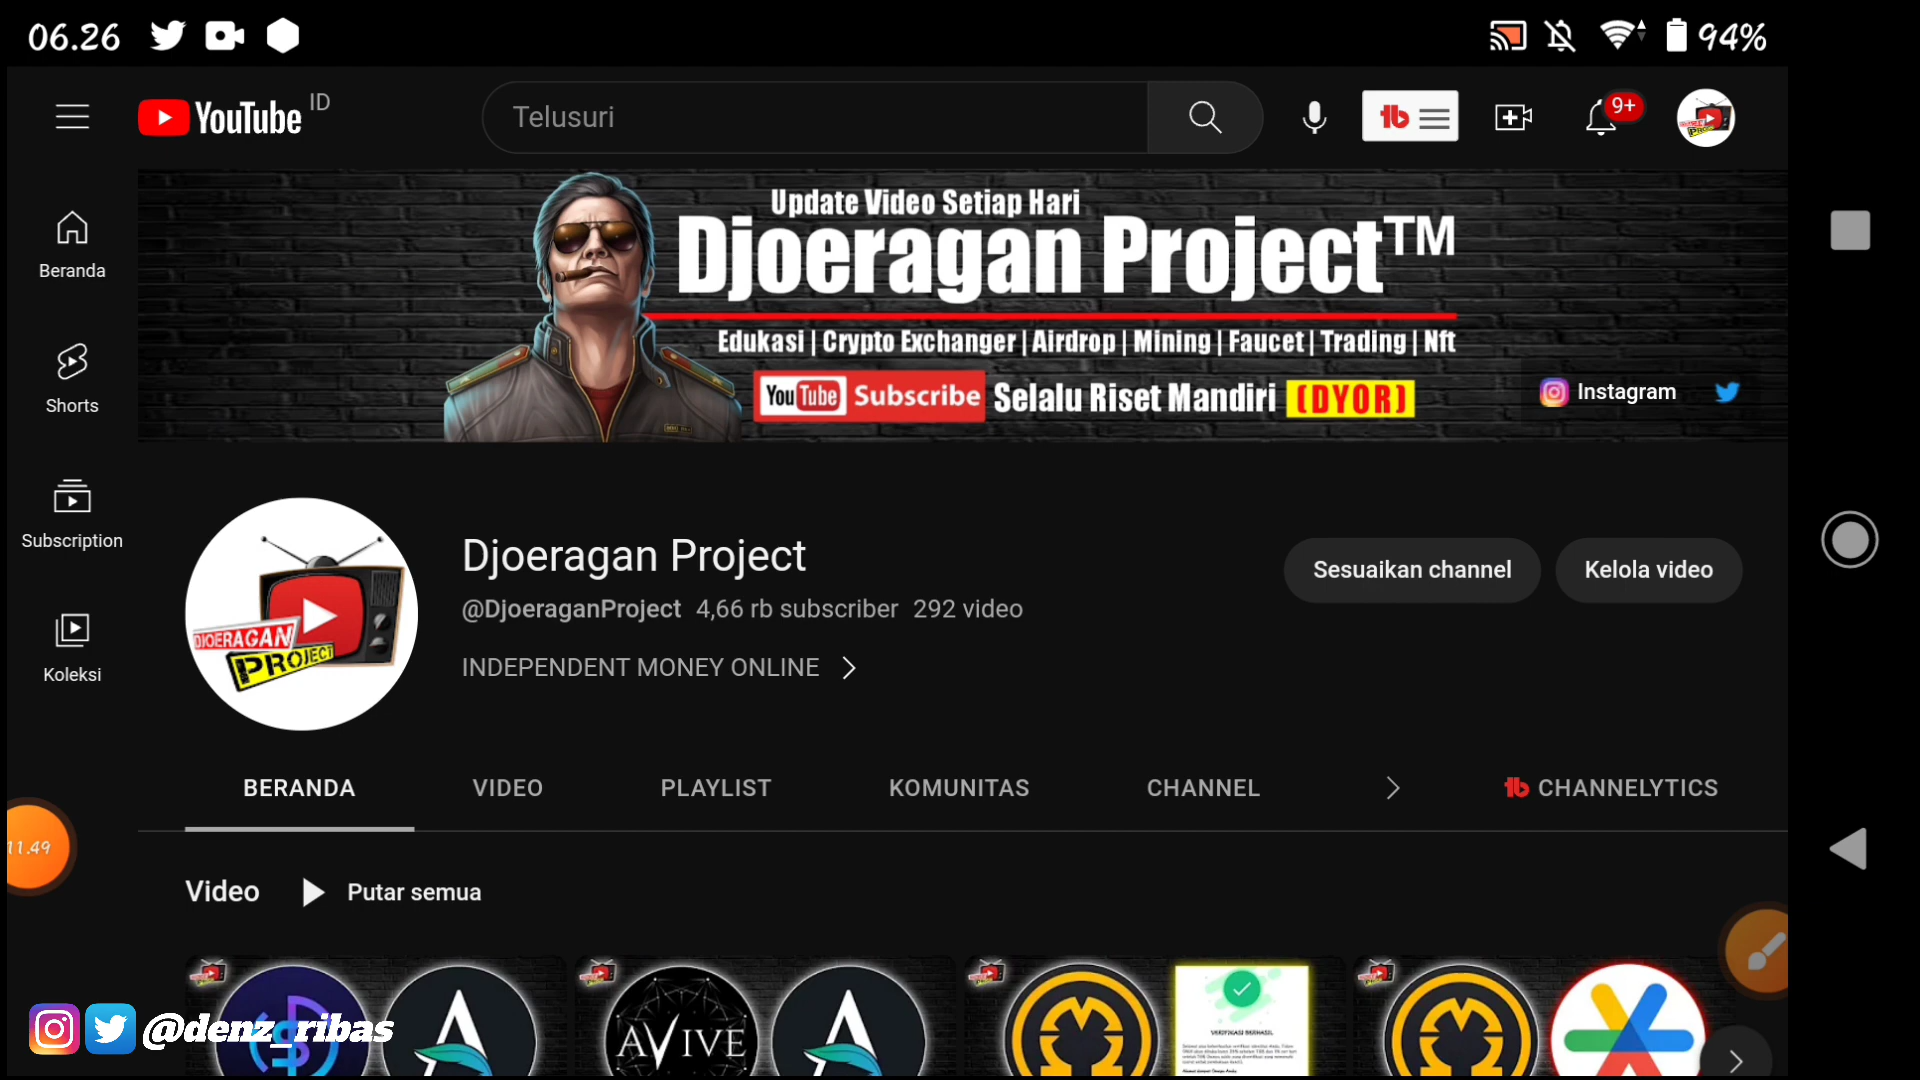 06.26
94%
YouTube ID
Telusuri
9+
Beranda
Shorts
Subscription
Koleksi
Update Video Setiap Hari
Djoeragan Project™
Edukasi | Crypto Exchanger | Airdrop | Mining | Faucet | Trading | Nft
YouTube Subscribe Selalu Riset Mandiri (DYOR)
Instagram
DJOERAGAN
PROJECT
Djoeragan Project
@DjoeraganProject 4,66 rb subscriber 292 video
INDEPENDENT MONEY ONLINE
Sesuaikan channel
Kelola video
BERANDA VIDEO PLAYLIST KOMUNITAS CHANNEL CHANNELYTICS
11.49
Video Putar semua
AVIVE
VERIFIKASI BERHASIL
@denz_ribas